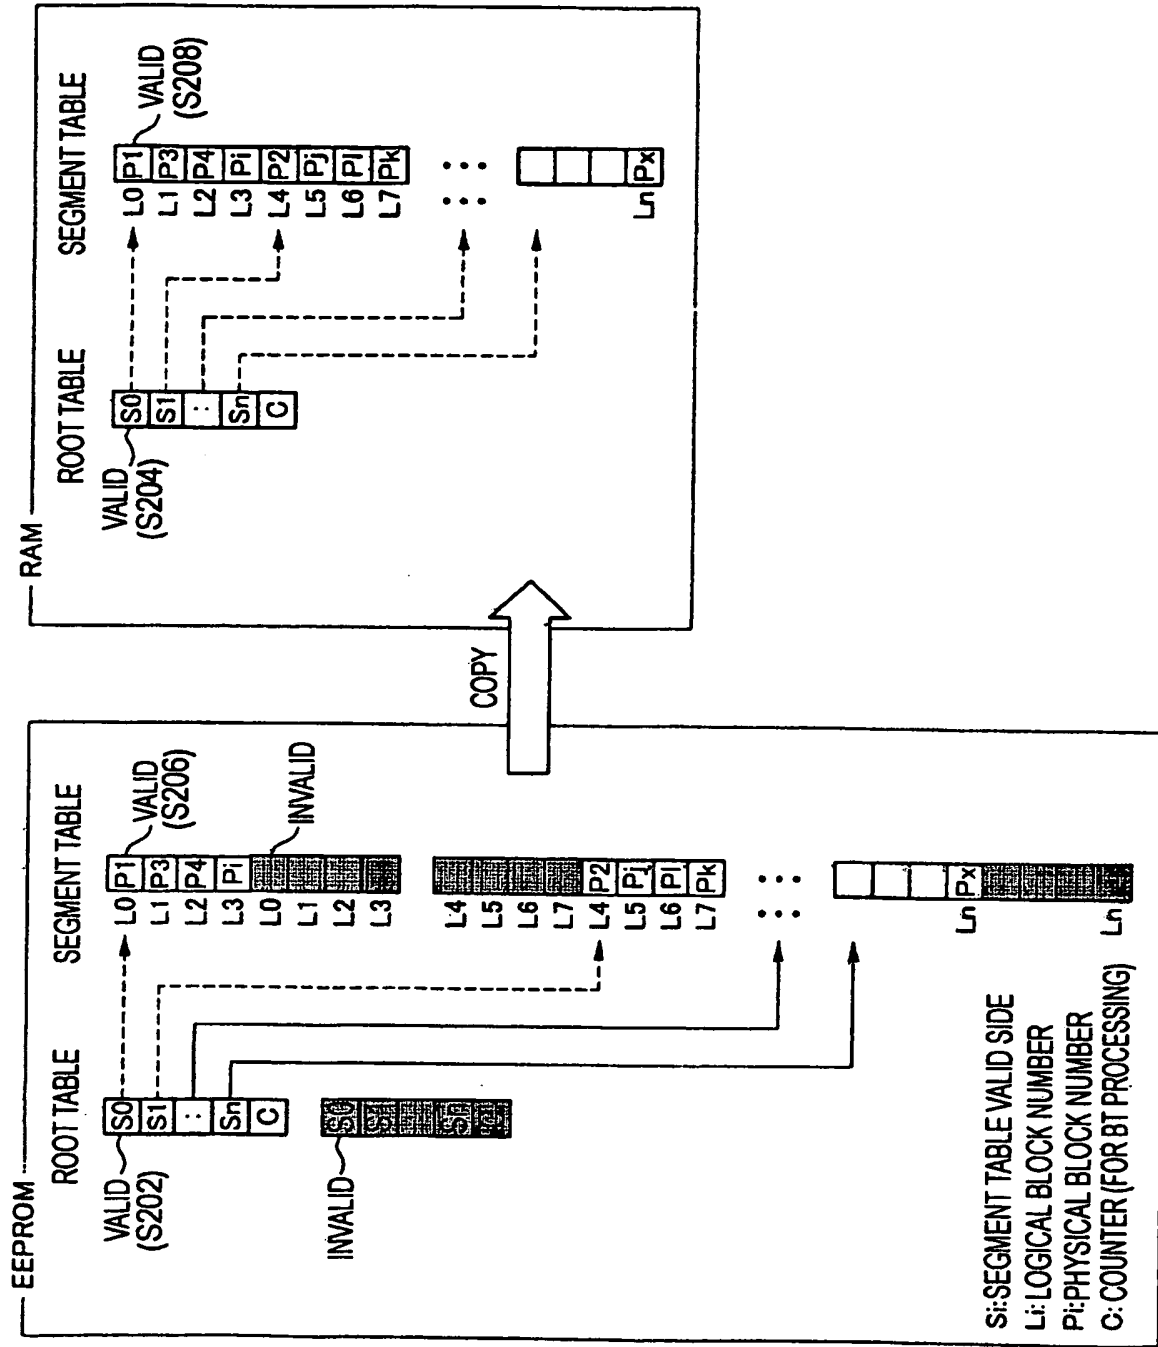 EEPROM
ROOT TABLE
VALID
(S202)
S0
S1
:
Sn
C
INVALID
S0
Sn
SEGMENT TABLE
L0 P1
L1 P3
L2 P4
L3 Pi
VALID
(S206)
L0
L1
L2
L3
INVALID
L4
L5
L6
L7
L4 P2
L5 Pj
L6 Pl
L7 Pk
Ln Px
Ln
Si: SEGMENT TABLE VALID SIDE
Li: LOGICAL BLOCK NUMBER
Pi: PHYSICAL BLOCK NUMBER
C: COUNTER (FOR BT PROCESSING)
COPY
RAM
ROOT TABLE
VALID
(S204)
S0
S1
:
Sn
C
SEGMENT TABLE
L0 P1
L1 P3
L2 P4
L3 Pi
L4 P2
L5 Pj
L6 Pl
L7 Pk
VALID
(S208)
Ln Px